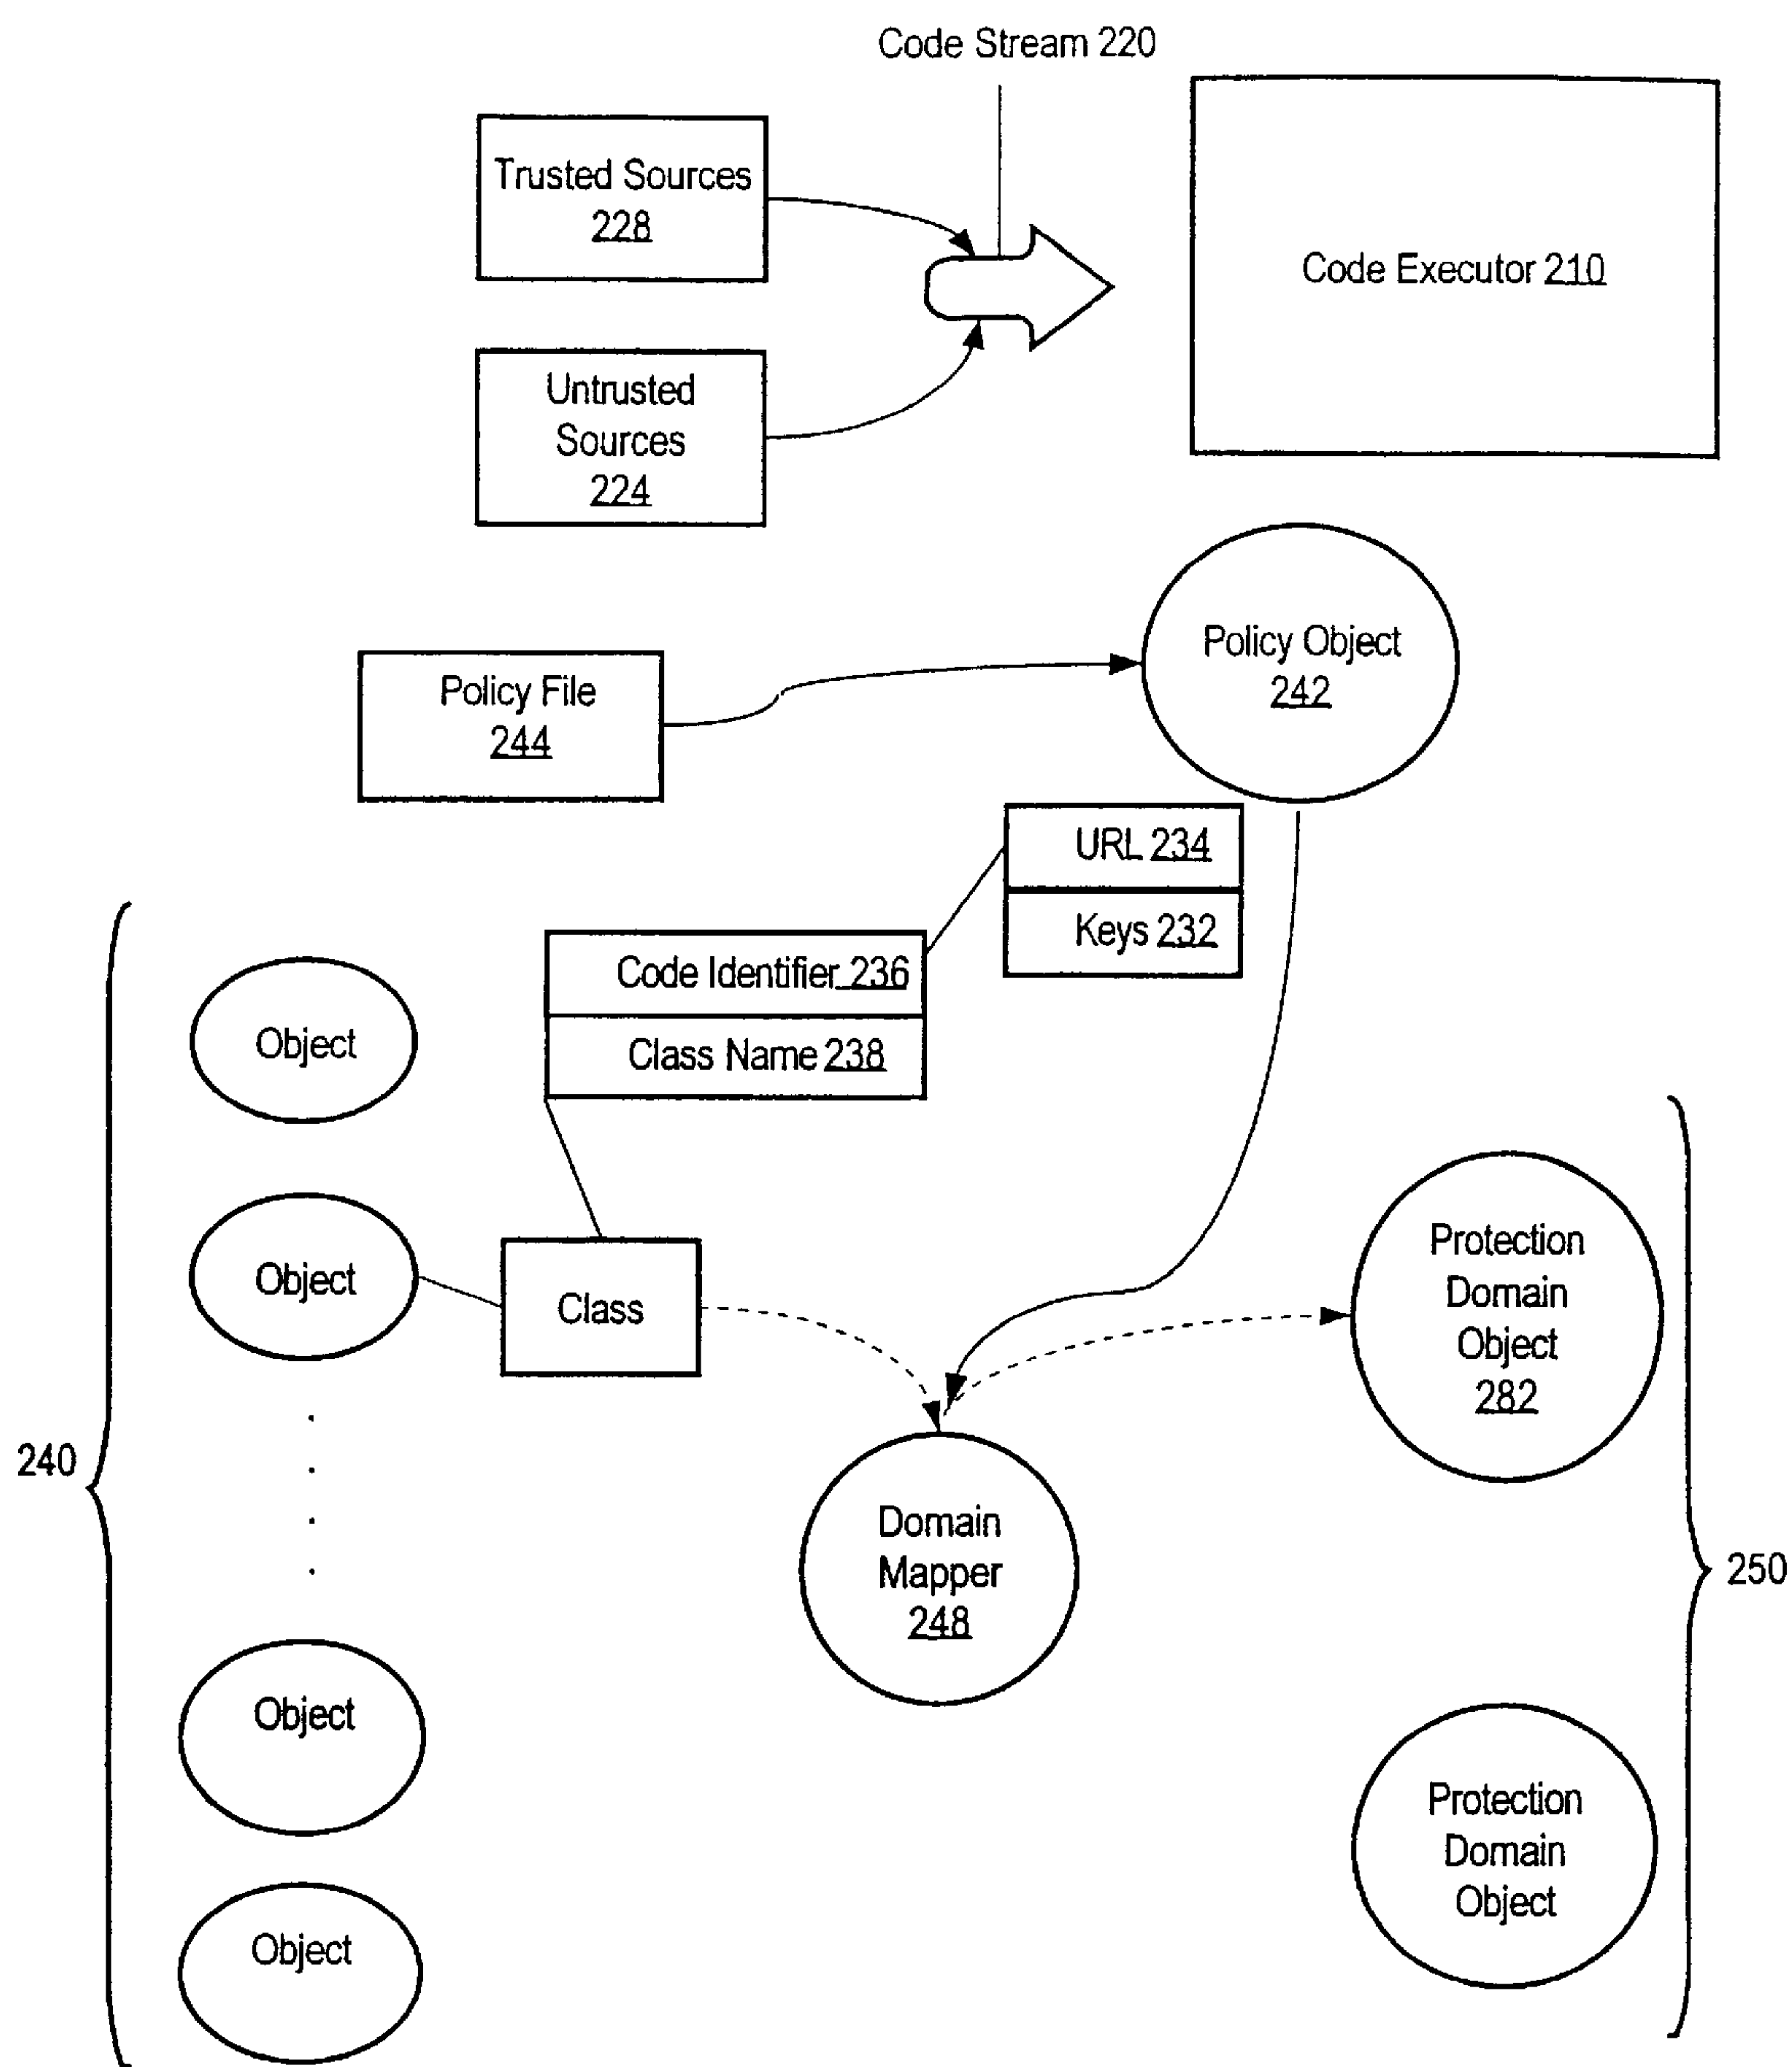 Code Stream 220
Trusted Sources
228
Code Executor 210
Untrusted
Sources
224
Policy Object
242
Policy File
244
URL 234
Keys 232
Code Identifier 236
Class Name 238
Object
Object
Class
Protection
Domain
Object
282
240
Domain
Mapper
248
250
Object
Protection
Domain
Object
Object